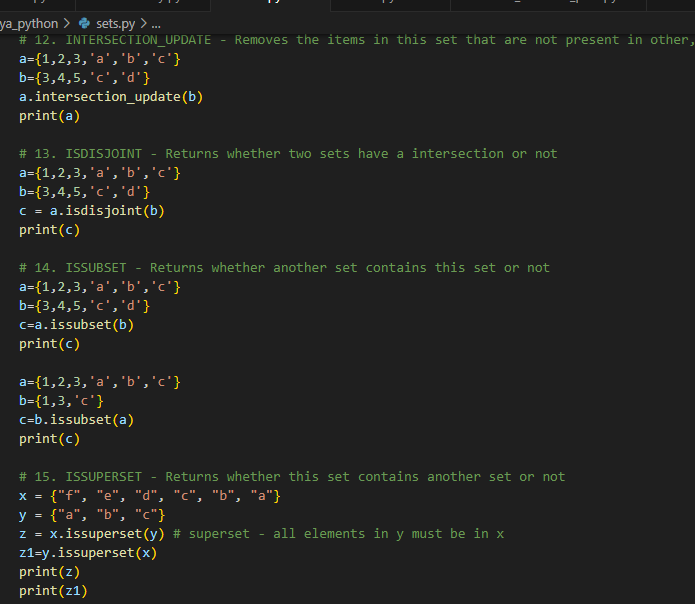 ya_python > sets.py > ...
# 12. INTERSECTION_UPDATE - Removes the items in this set that are not present in other,
a={1,2,3,'a','b','c'}
b={3,4,5,'c','d'}
a.intersection_update(b)
print(a)
# 13. ISDISJOINT - Returns whether two sets have a intersection or not
a={1,2,3,'a','b','c'}
b={3,4,5,'c','d'}
c = a.isdisjoint(b)
print(c)
# 14. ISSUBSET - Returns whether another set contains this set or not
a={1,2,3,'a','b','c'}
b={3,4,5,'c','d'}
c=a.issubset(b)
print(c)
a={1,2,3,'a','b','c'}
b={1,3,'c'}
c=b.issubset(a)
print(c)
# 15. ISSUPERSET - Returns whether this set contains another set or not
x = {"f", "e", "d", "c", "b", "a"}
y = {"a", "b", "c"}
z = x.issuperset(y) # superset - all elements in y must be in x
z1=y.issuperset(x)
print(z)
print(z1)